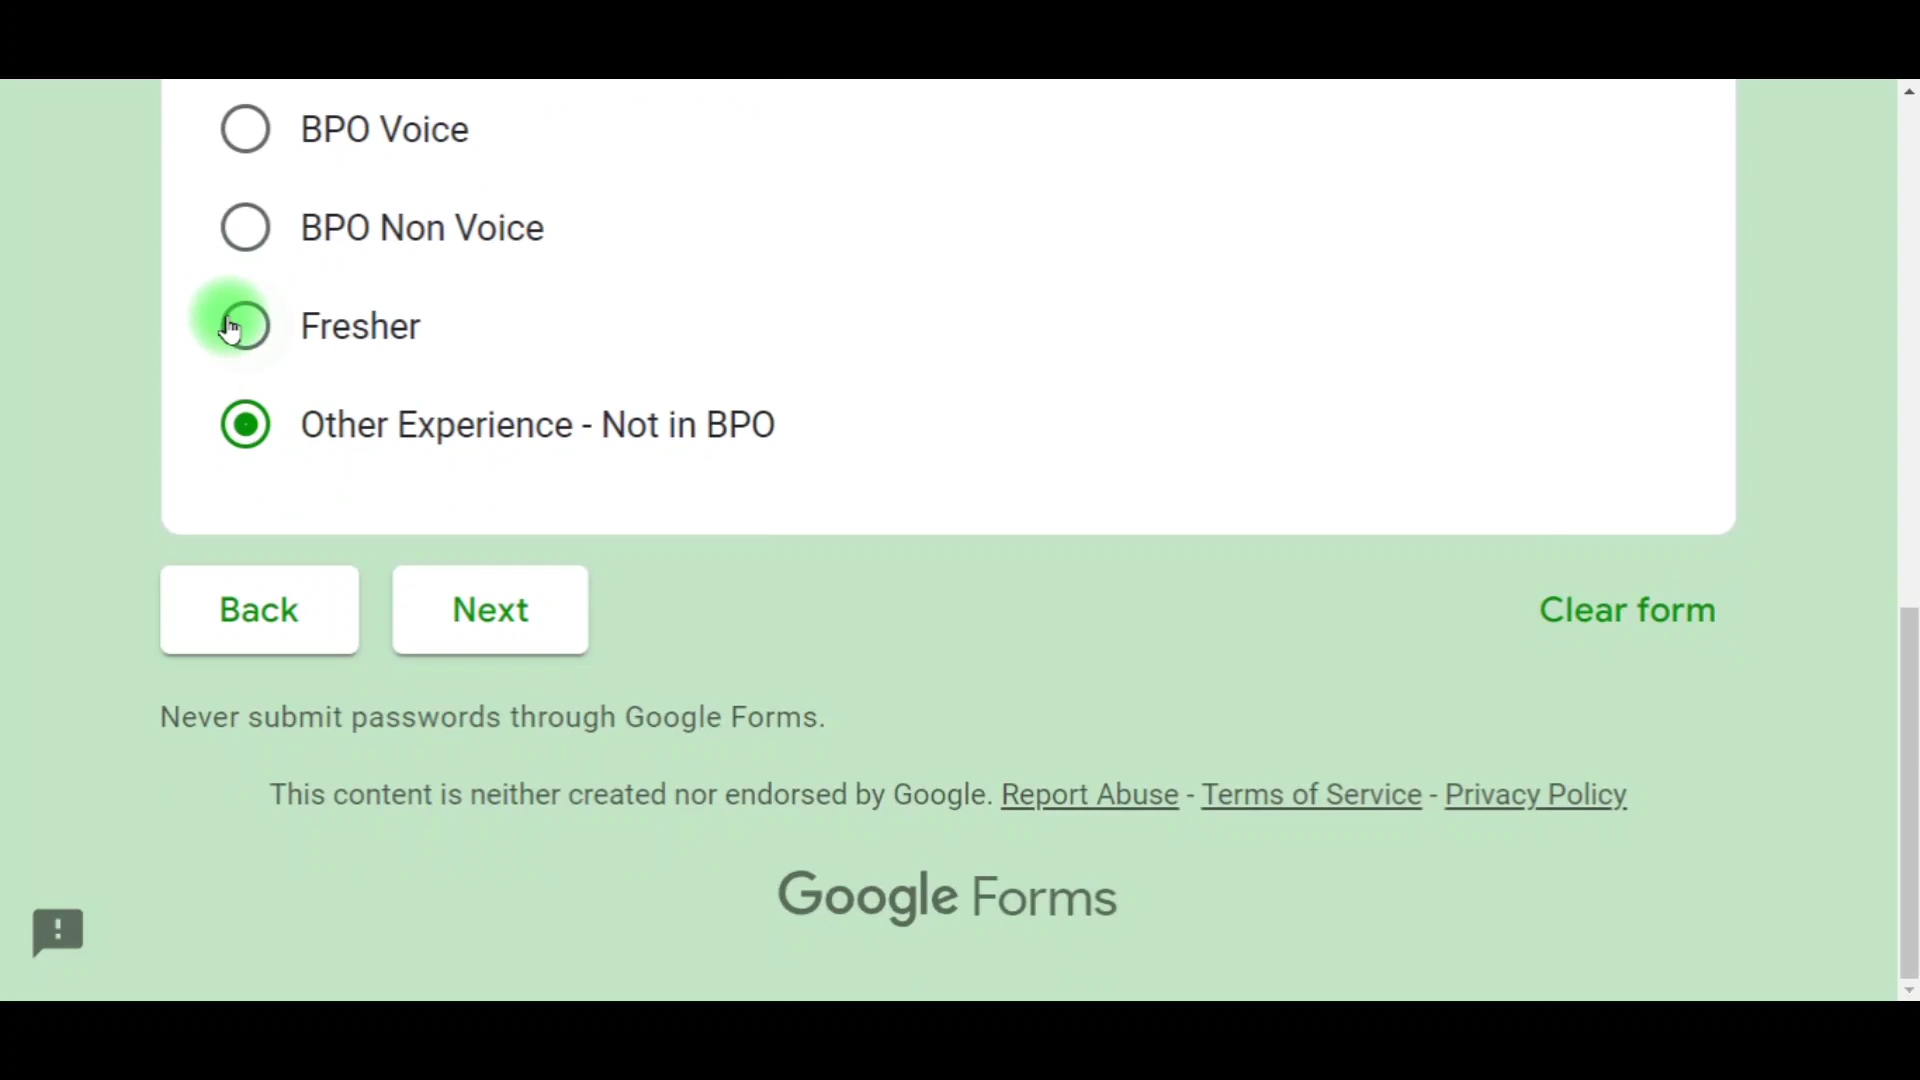 BPO Voice
BPO Non Voice
Fresher
Other Experience - Not in BPO
Back Next Clear form
Never submit passwords through Google Forms.
This content is neither created nor endorsed by Google. Report Abuse - Terms of Service - Privacy Policy
Google Forms